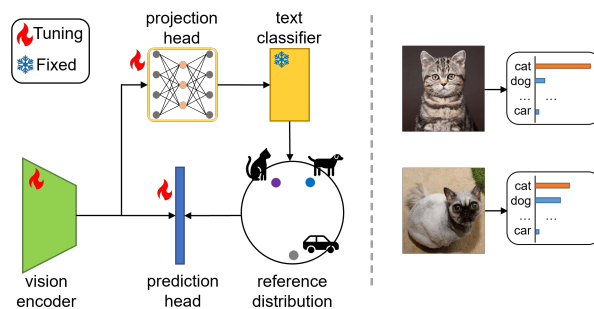 Tuning
Fixed
projection
head
text
classifier
vision
encoder
prediction
head
reference
distribution
cat
dog
... ...
car
cat
dog
... ...
car